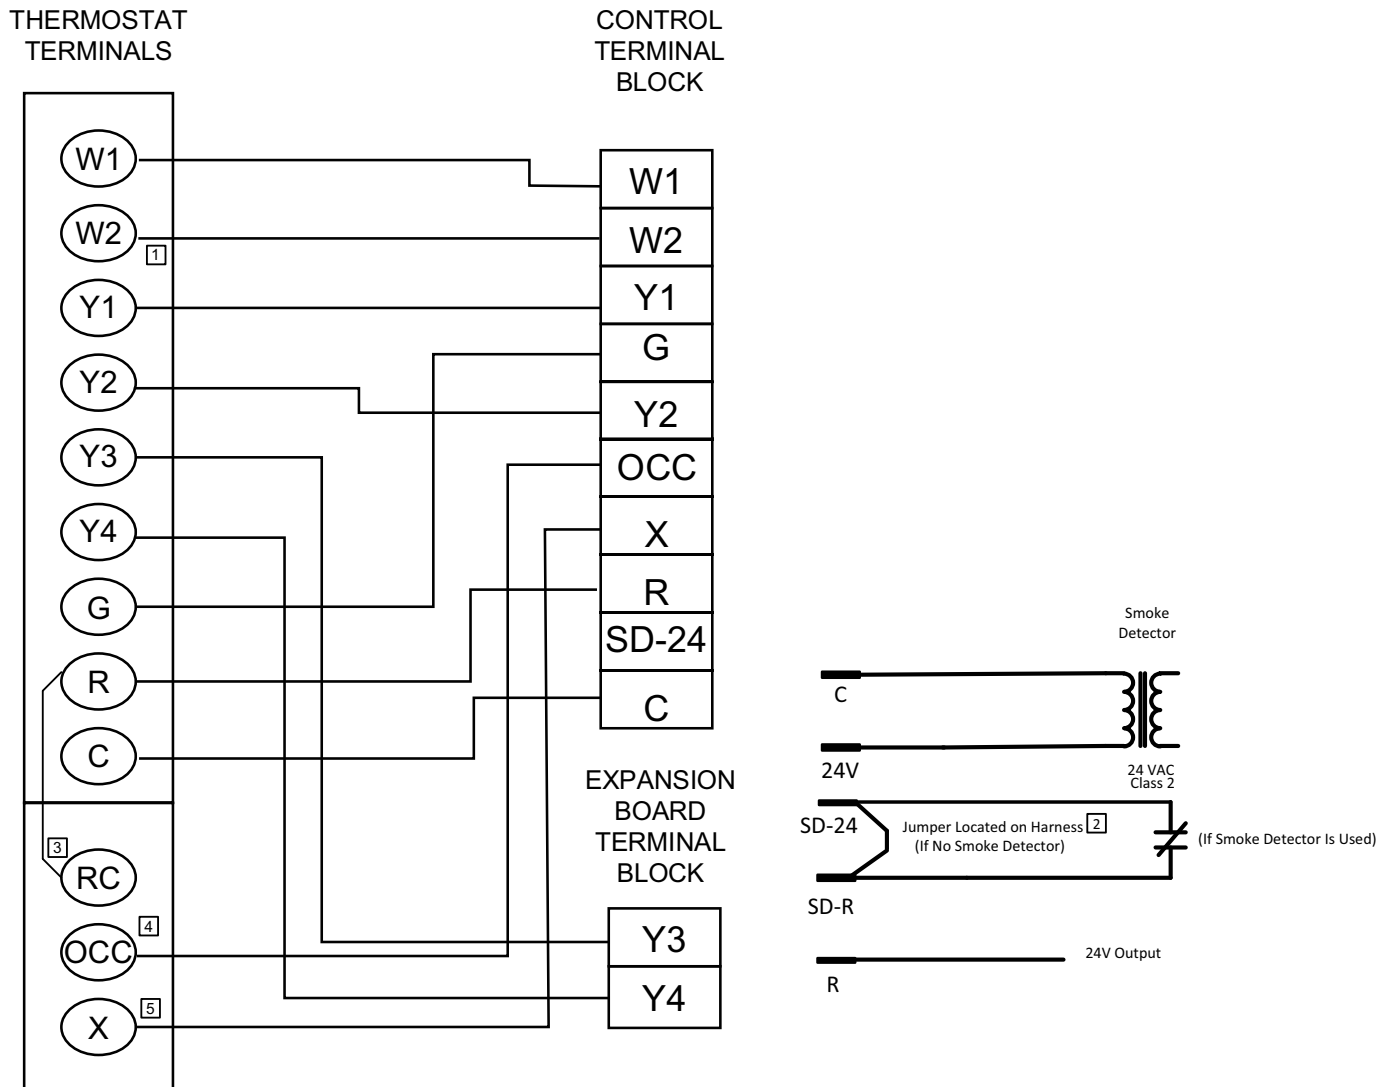 THERMOSTAT
TERMINALS
W1
W2
1
Y1
Y2
Y3
Y4
G
R
C
3
RC
4
OCC
5
X
CONTROL
TERMINAL
BLOCK
W1
W2
Y1
G
Y2
OCC
X
R
SD-24
C
EXPANSION
BOARD
TERMINAL
BLOCK
Y3
Y4
Smoke
Detector
C
24V
24 VAC
Class 2
SD-24
Jumper Located on Harness 2
(If No Smoke Detector)
(If Smoke Detector Is Used)
SD-R
24V Output
R